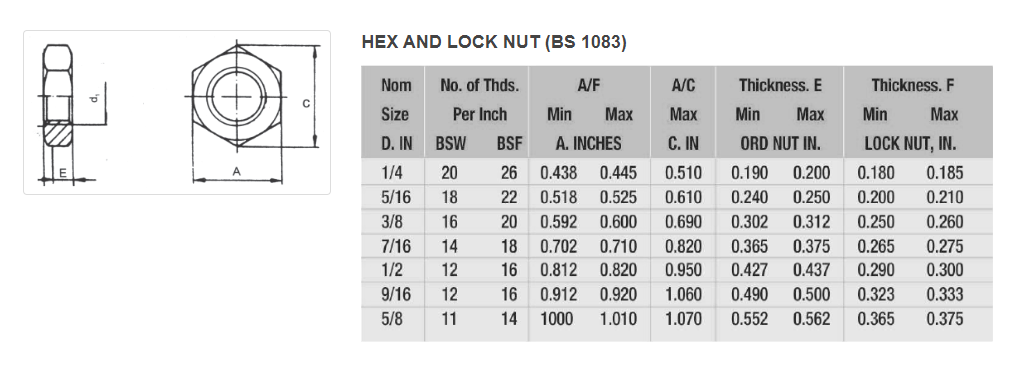 HEX AND LOCK NUT (BS 1083)
d₁
C
E
A
Nom No. of Thds. A/F A/C Thickness. E Thickness. F
Size Per Inch Min Max Max Min Max Min Max
D. IN BSW BSF A. INCHES C. IN ORD NUT IN. LOCK NUT, IN.
1/4 20 26 0.438 0.445 0.510 0.190 0.200 0.180 0.185
5/16 18 22 0.518 0.525 0.610 0.240 0.250 0.200 0.210
3/8 16 20 0.592 0.600 0.690 0.302 0.312 0.250 0.260
7/16 14 18 0.702 0.710 0.820 0.365 0.375 0.265 0.275
1/2 12 16 0.812 0.820 0.950 0.427 0.437 0.290 0.300
9/16 12 16 0.912 0.920 1.060 0.490 0.500 0.323 0.333
5/8 11 14 1000 1.010 1.070 0.552 0.562 0.365 0.375